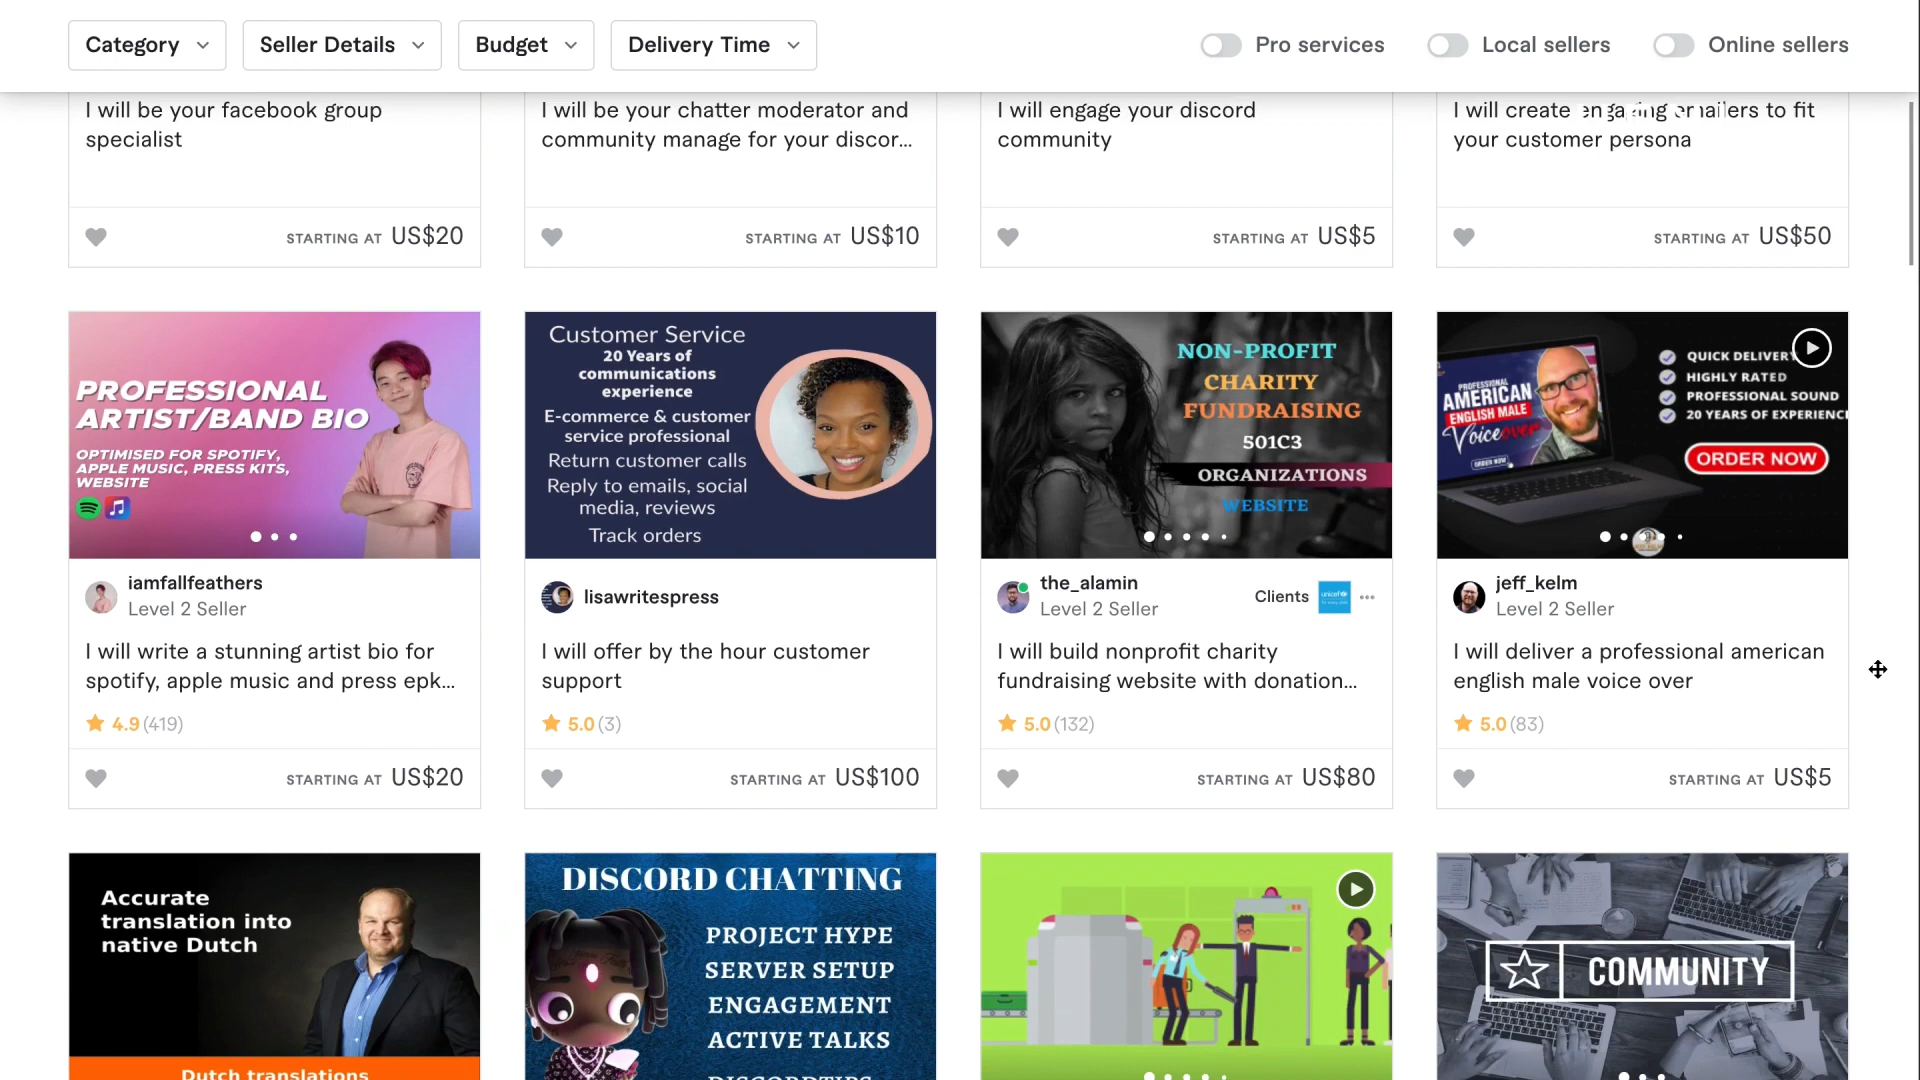 Category
Seller Details
Budget
Delivery Time
Pro services
Local sellers
Online sellers
I will be your facebook group
specialist
STARTING AT US$20
I will be your chatter moderator and
community manage for your discor...
STARTING AT US$10
I will engage your discord
community
STARTING AT US$5
I will create engaging emailers to fit
your customer persona
STARTING AT US$50
PROFESSIONAL
ARTIST/BAND BIO
OPTIMISED FOR SPOTIFY,
APPLE MUSIC, PRESS KITS,
WEBSITE
iamfallfeathers
Level 2 Seller
I will write a stunning artist bio for
spotify, apple music and press epk...
4.9 (419)
STARTING AT US$20
Customer Service
20 Years of
communications
experience
E-commerce & customer
service professional
Return customer calls
Reply to emails, social
media, reviews
Track orders
lisawritespress
I will offer by the hour customer
support
5.0 (3)
STARTING AT US$100
NON-PROFIT
CHARITY
FUNDRAISING
501C3
ORGANIZATIONS
WEBSITE
the_alamin
Level 2 Seller
Clients
unicef
I will build nonprofit charity
fundraising website with donation...
5.0 (132)
STARTING AT US$80
PROFESSIONAL
AMERICAN
ENGLISH MALE
Voiceover
ORDER NOW
QUICK DELIVERY
HIGHLY RATED
PROFESSIONAL SOUND
20 YEARS OF EXPERIENC
ORDER NOW
jeff_kelm
Level 2 Seller
I will deliver a professional american
english male voice over
5.0 (83)
STARTING AT US$5
Accurate
translation into
native Dutch
Dutch translations
DISCORD CHATTING
PROJECT HYPE
SERVER SETUP
ENGAGEMENT
ACTIVE TALKS
DISCORDTIPS
COMMUNITY